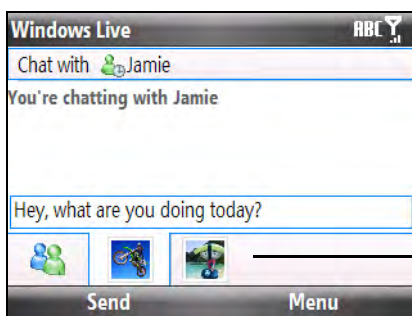 Windows Live ABC
Chat with Jamie
You're chatting with Jamie
Hey, what are you doing today?
Send Menu